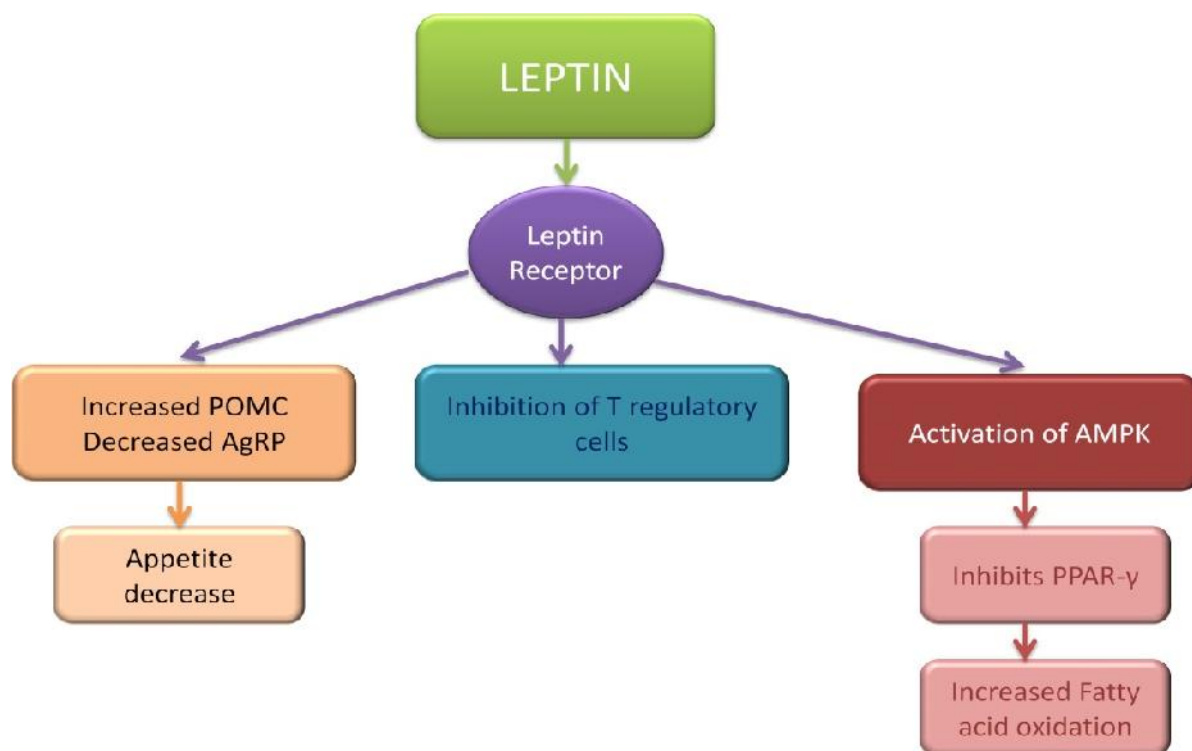 LEPTIN
Leptin
Receptor
Increased POMC
Decreased AgRP
Inhibition of T regulatory
cells
Activation of AMPK
Appetite
decrease
Inhibits PPAR-γ
Increased Fatty
acid oxidation